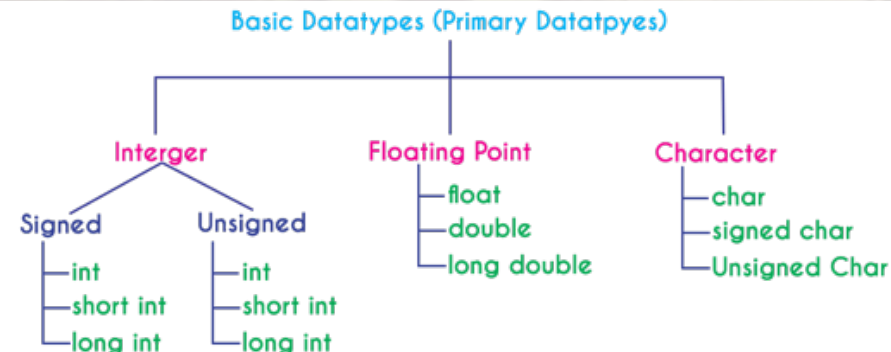 Basic Datatypes (Primary Datatpyes)
Interger
Floating Point
Character
Signed
Unsigned
int
short int
long int
int
short int
long int
float
double
long double
char
signed char
Unsigned Char